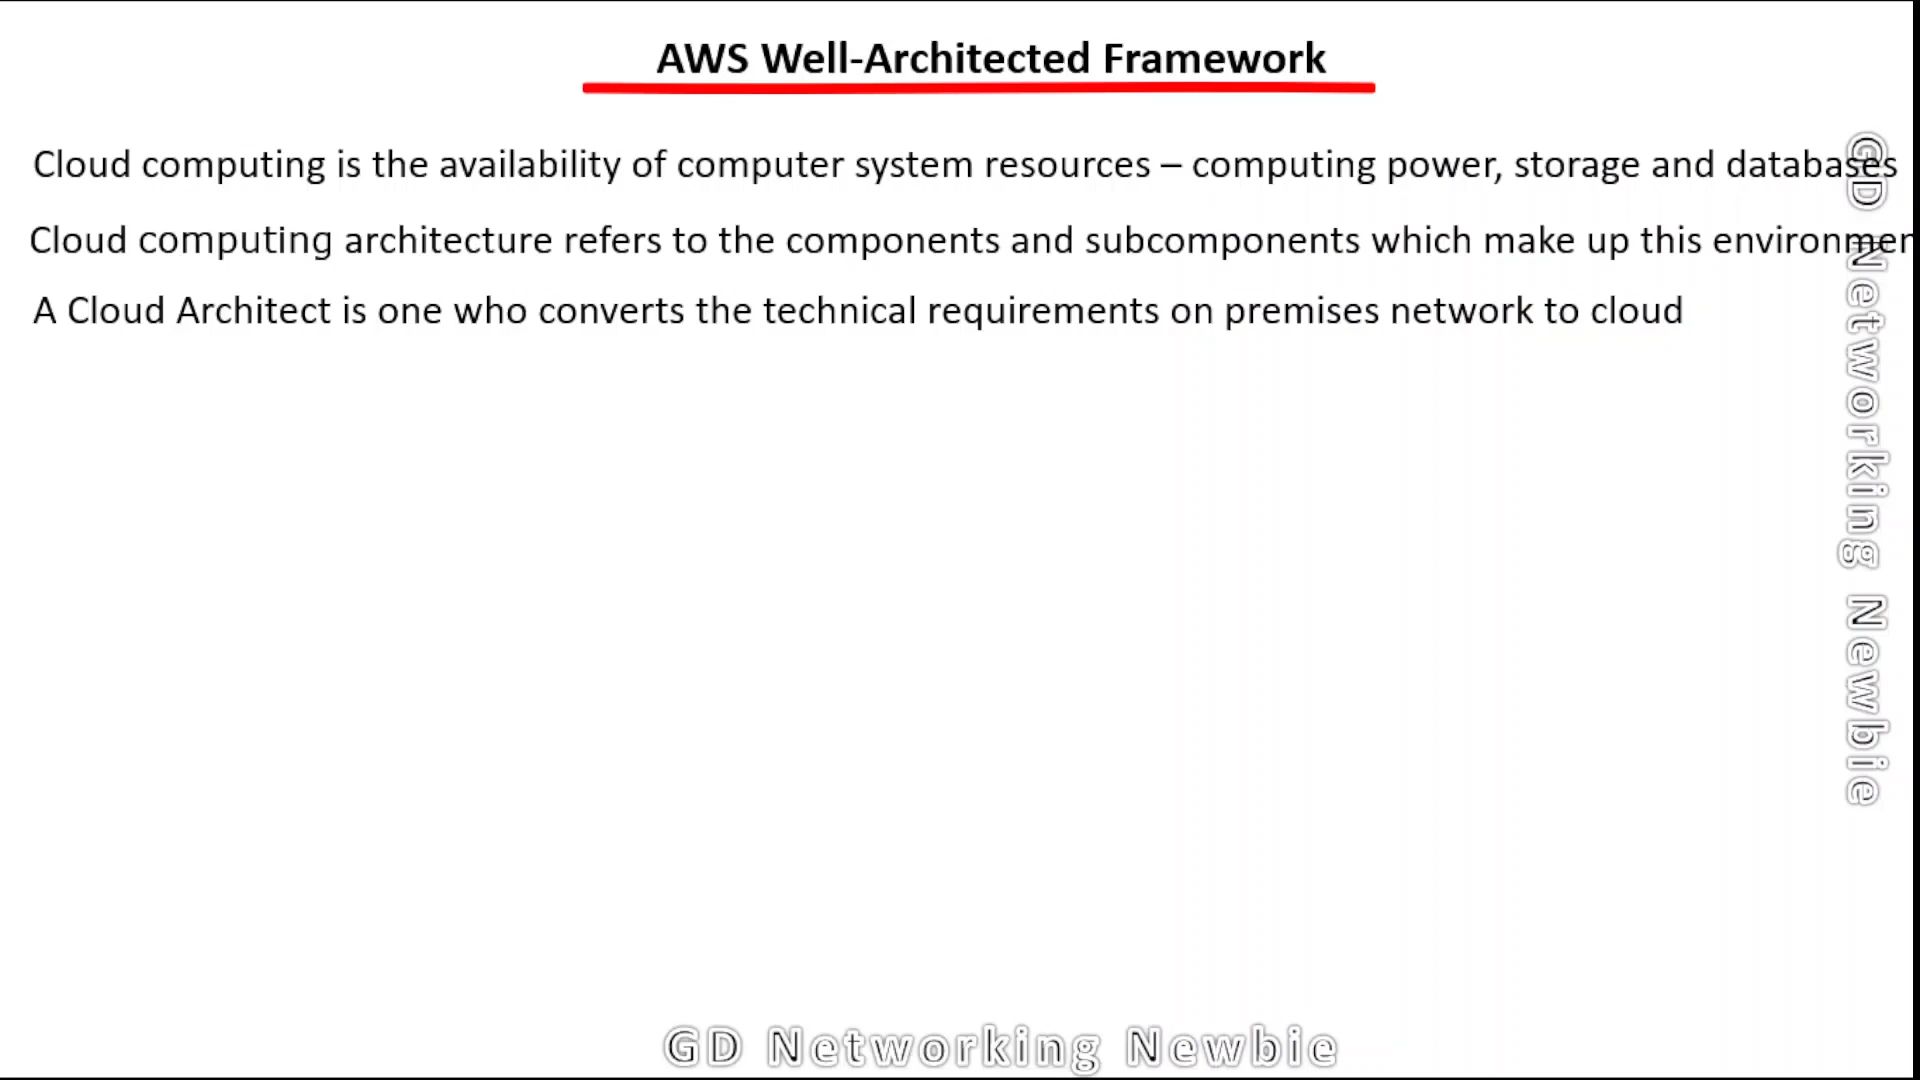 AWS Well-Architected Framework
Cloud computing is the availability of computer system resources – computing power, storage and databases
Cloud computing architecture refers to the components and subcomponents which make up this environmen
A Cloud Architect is one who converts the technical requirements on premises network to cloud
GD Networking Newbie
GD Networking Newbie